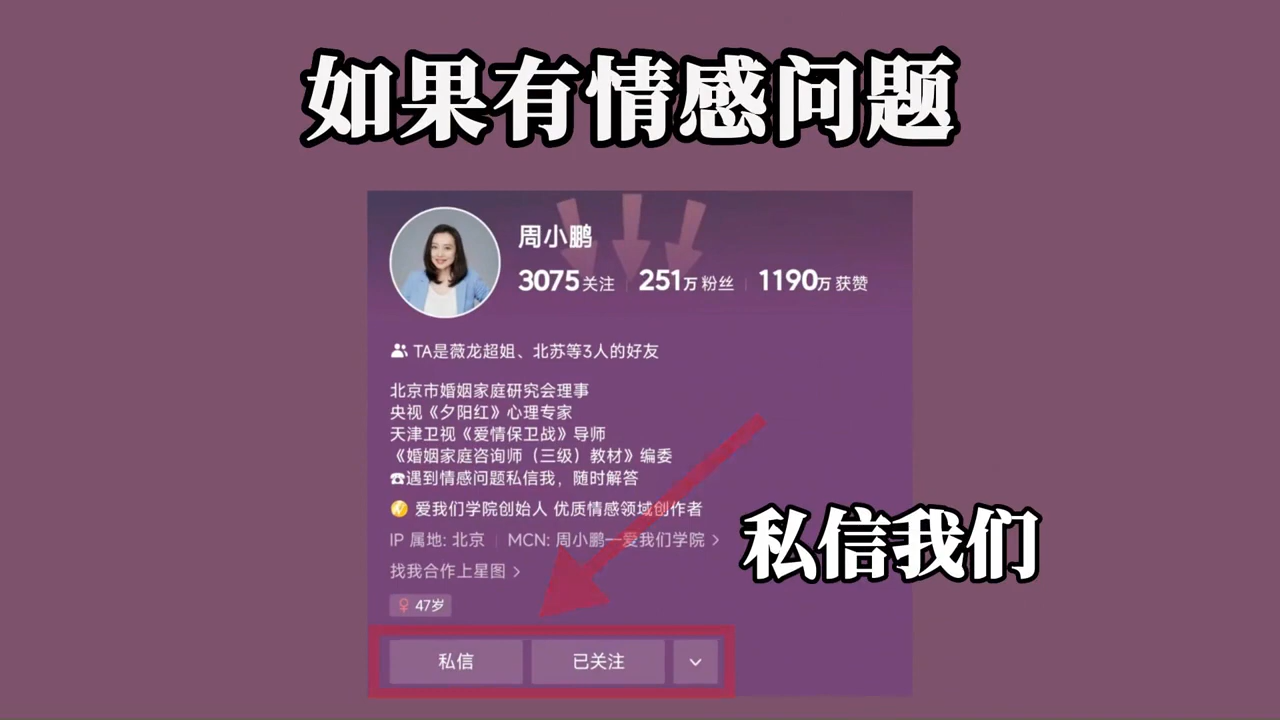 如果有情感问题
周小鹏
3075关注 251万粉丝 1190万获赞
TA是薇龙超姐、北苏等3人的好友
北京市婚姻家庭研究会理事
央视《夕阳红》心理专家
天津卫视《爱情保卫战》导师
《婚姻家庭咨询师（三级）教材》编委
☎遇到情感问题私信我，随时解答
爱我们学院创始人 优质情感领域创作者
IP 属地: 北京 MCN: 周小鹏—爱我们学院 >
找我合作上星图 >
♀ 47岁
私信我们
私信 已关注